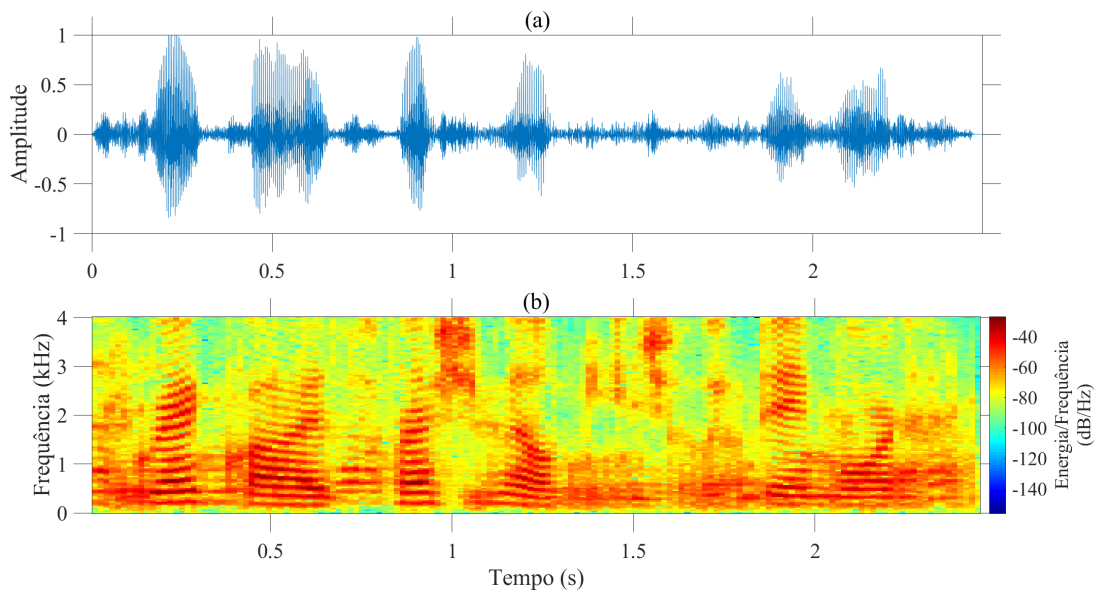 (a)
1
0.5
0
-0.5
-1
Amplitude
0 0.5 1 1.5 2
(b)
4
3
2
1
0
Frequência (kHz)
0.5 1 1.5 2
Tempo (s)
-40
-60
-80
-100
-120
-140
Energia/Frequência
(dB/Hz)